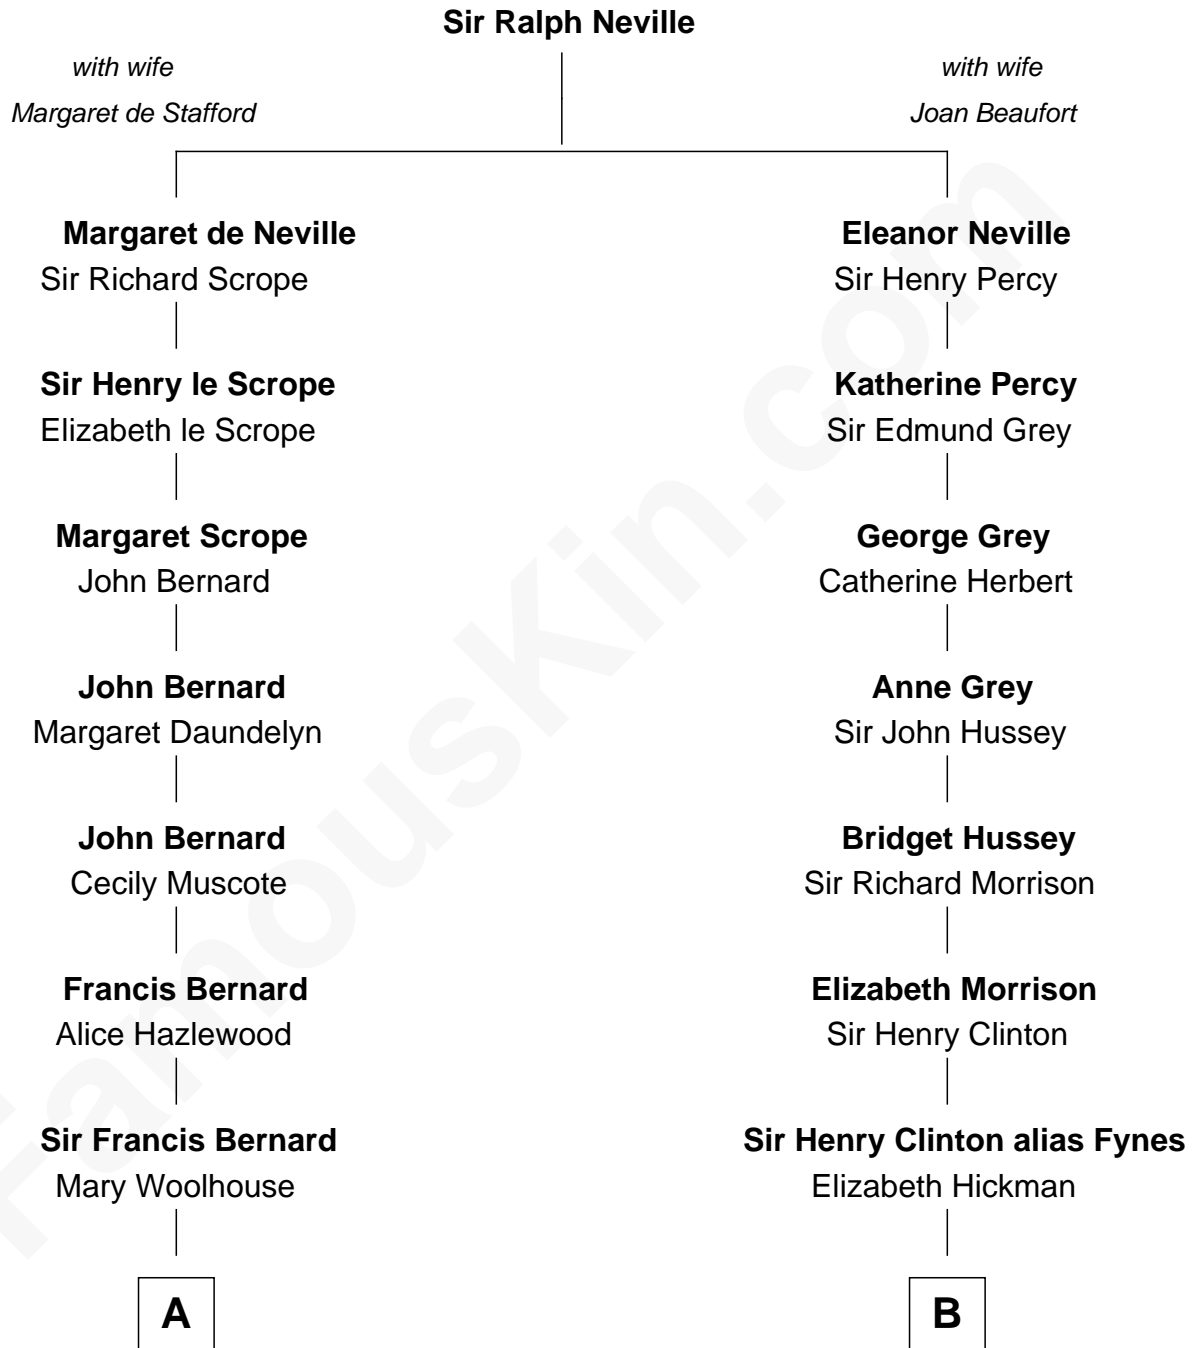 Sir Ralph Neville
with wife
Margaret de Stafford
with wife
Joan Beaufort
Margaret de Neville
Sir Richard Scrope
Eleanor Neville
Sir Henry Percy
Sir Henry le Scrope
Elizabeth le Scrope
Katherine Percy
Sir Edmund Grey
Margaret Scrope
John Bernard
George Grey
Catherine Herbert
John Bernard
Margaret Daundelyn
Anne Grey
Sir John Hussey
John Bernard
Cecily Muscote
Bridget Hussey
Sir Richard Morrison
Francis Bernard
Alice Hazlewood
Elizabeth Morrison
Sir Henry Clinton
Sir Francis Bernard
Mary Woolhouse
Sir Henry Clinton alias Fynes
Elizabeth Hickman
A
B
FamousKin.com